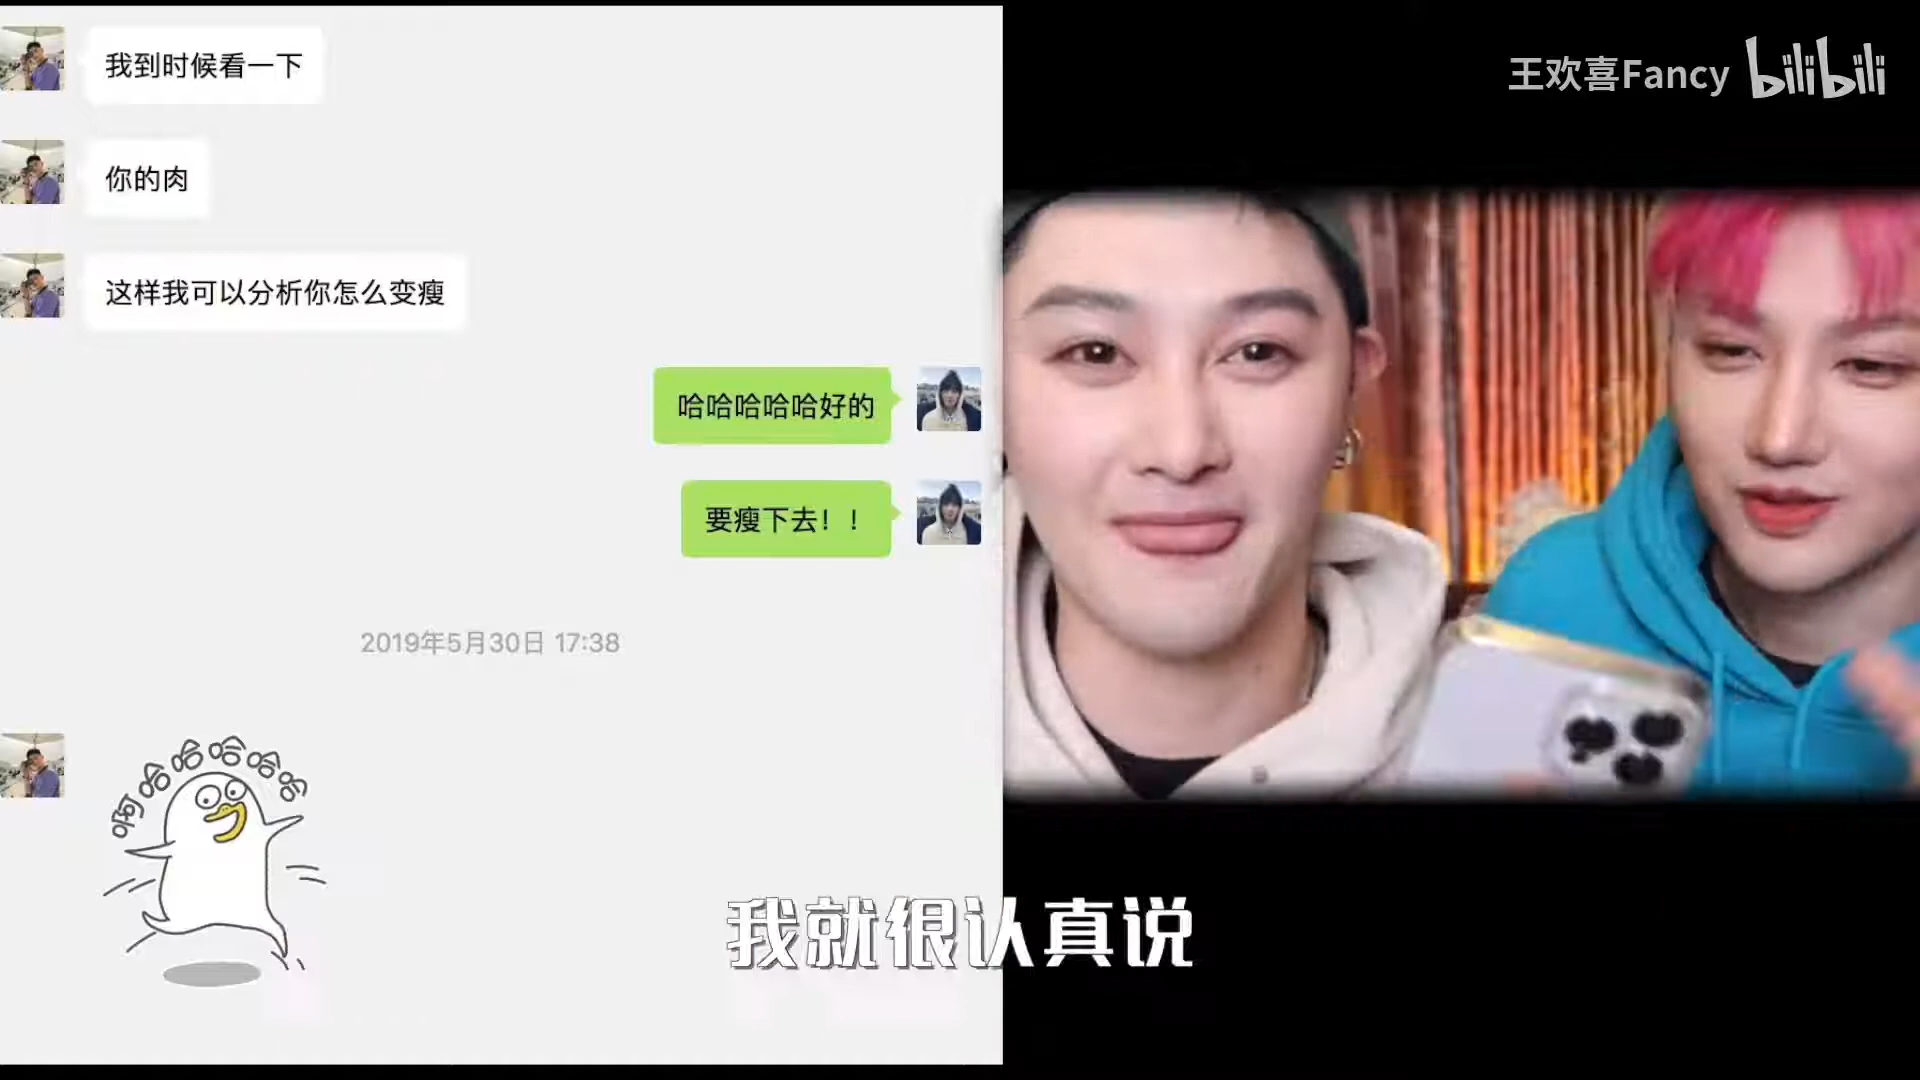 我到时候看一下
你的肉
这样我可以分析你怎么变瘦
哈哈哈哈哈好的
要瘦下去！！
2019年5月30日 17:38
啊哈哈哈哈哈
我就很认真说
王欢喜Fancy bilibili